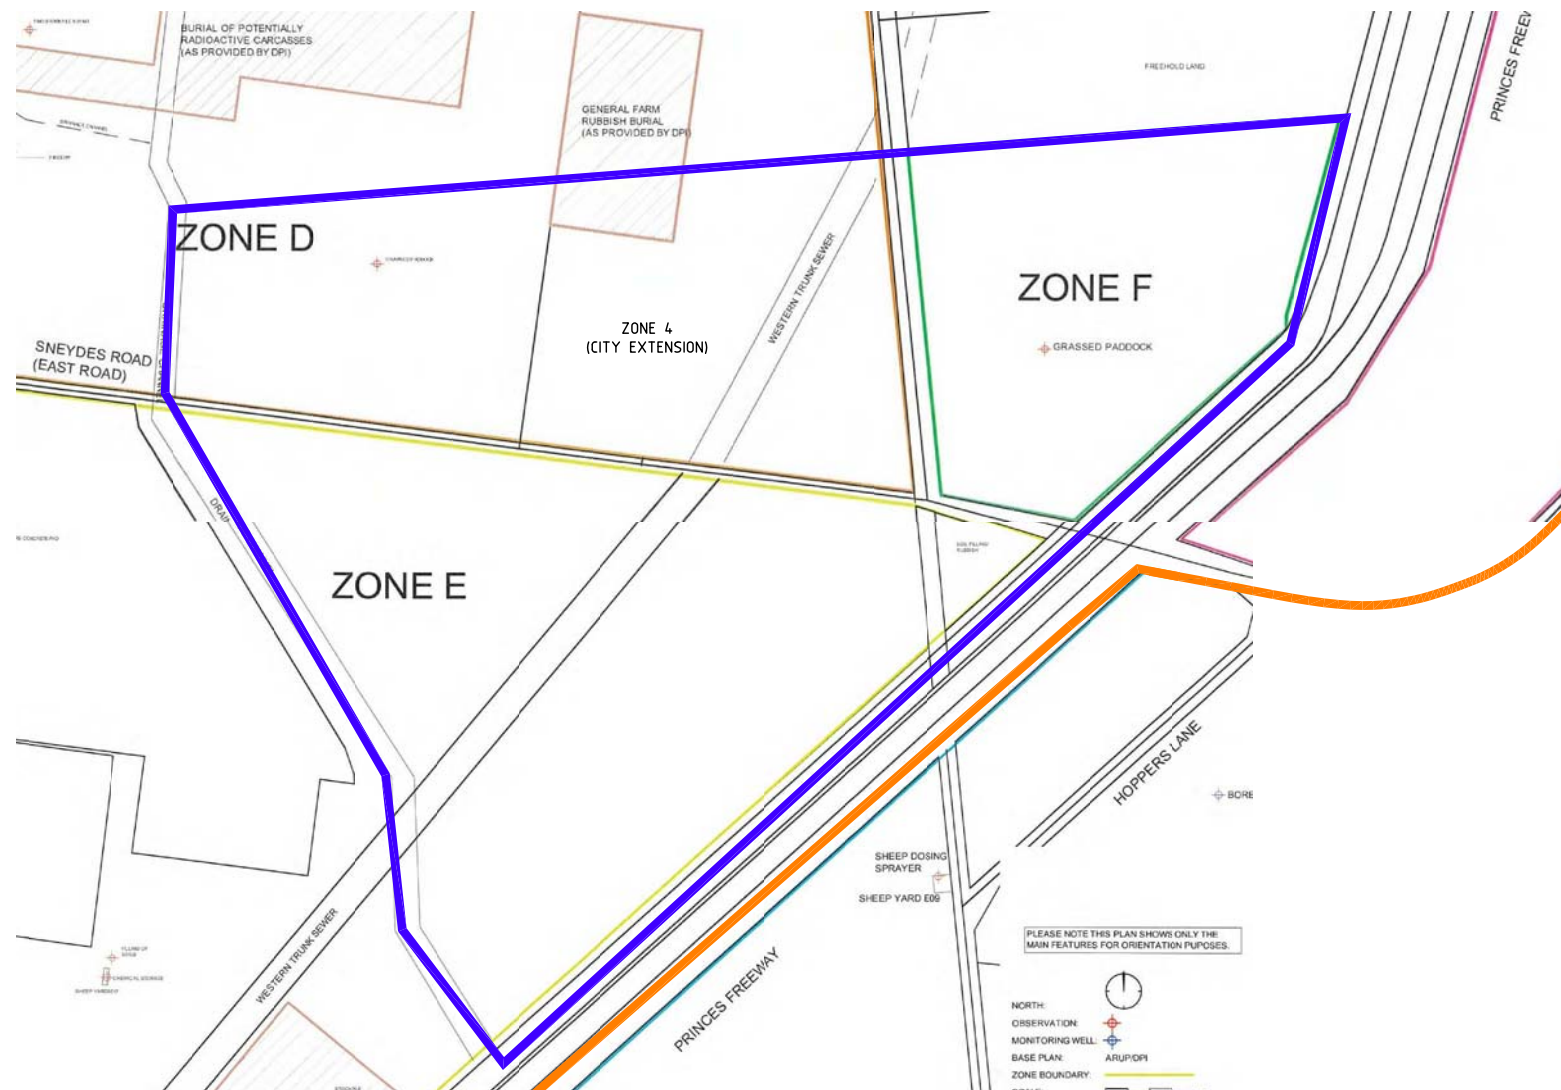 BURIAL OF POTENTIALLY
RADIOACTIVE CARCASSES
(AS PROVIDED BY DPI)
GENERAL FARM
RUBBISH BURIAL
(AS PROVIDED BY DPI)
FREEHOLD LAND
PRINCES FREEW
ZONE D
ZONE F
GRASSED PADDOCK
ZONE 4
(CITY EXTENSION)
WESTERN TRUNK SEWER
SNEYDES ROAD
(EAST ROAD)
DRAI
ZONE E
HOPPERS LANE
BORE
SHEEP DOSING
SPRAYER
SHEEP YARD E09
WESTERN TRUNK SEWER
PRINCES FREEWAY
PLEASE NOTE THIS PLAN SHOWS ONLY THE
MAIN FEATURES FOR ORIENTATION PUPOSES.
NORTH:
OBSERVATION:
MONITORING WELL:
BASE PLAN: ARUP/DPI
ZONE BOUNDARY: